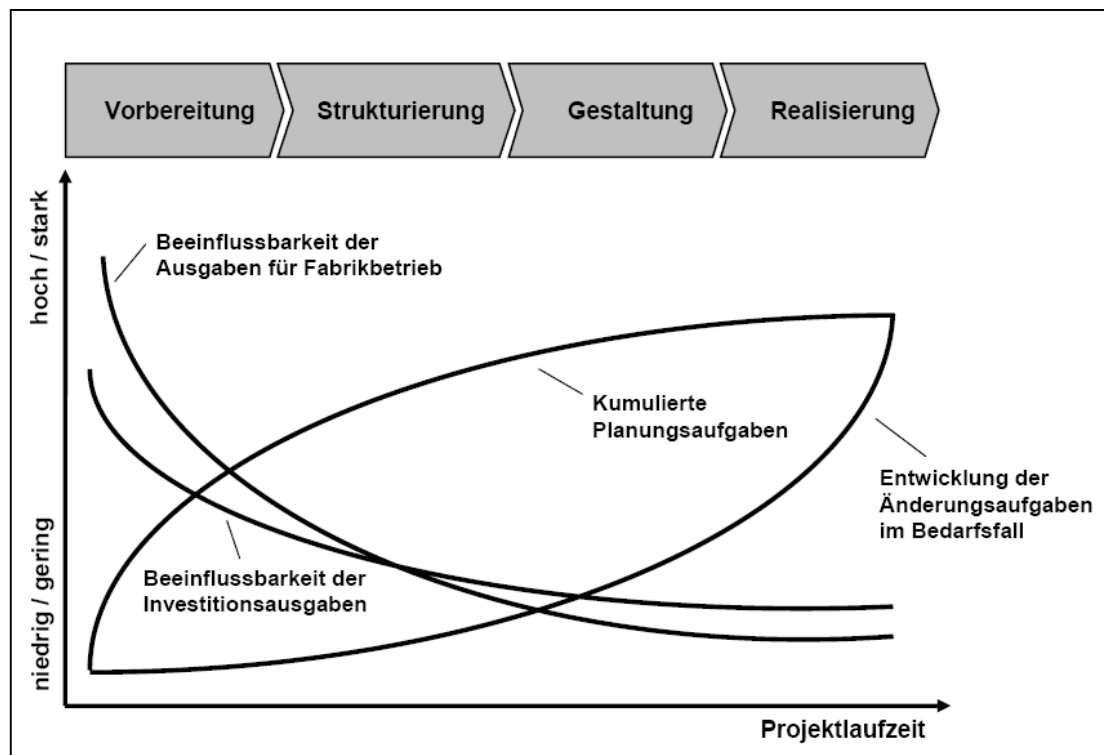 Vorbereitung
Strukturierung
Gestaltung
Realisierung
hoch / stark
niedrig / gering
Beeinflussbarkeit der
Ausgaben für Fabrikbetrieb
Kumulierte
Planungsaufgaben
Entwicklung der
Änderungsaufgaben
im Bedarfsfall
Beeinflussbarkeit der
Investitionsausgaben
Projektlaufzeit